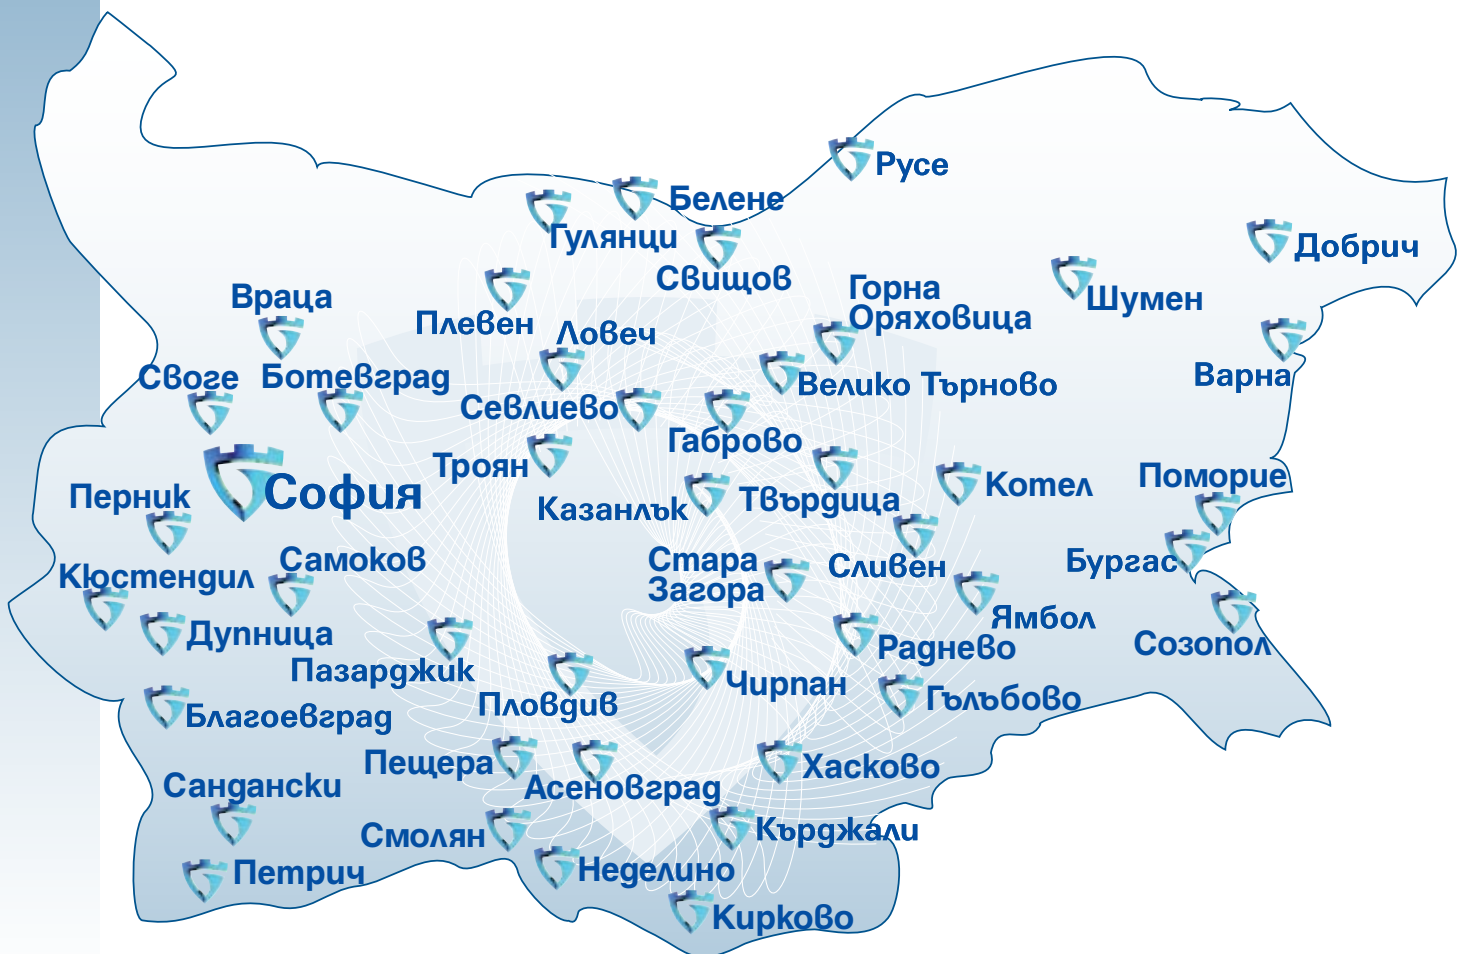 Русе
Белене
Гулянци
Добрич
Свищов
Горна
Оряховица
Шумен
Враца
Плевен
Ловеч
Своге
Ботевград
Велико Търново
Варна
Севлиево
Габрово
Троян
София
Перник
Казанлък
Твърдица
Котел
Поморие
Самоков
Кюстендил
Стара
Загора
Сливен
Бургас
Дупница
Ямбол
Раднево
Созопол
Пазарджик
Пловдив
Чирпан
Гълъбово
Благоевград
Пещера
Асеновград
Хасково
Сандански
Смолян
Кърджали
Петрич
Неделино
Кирково